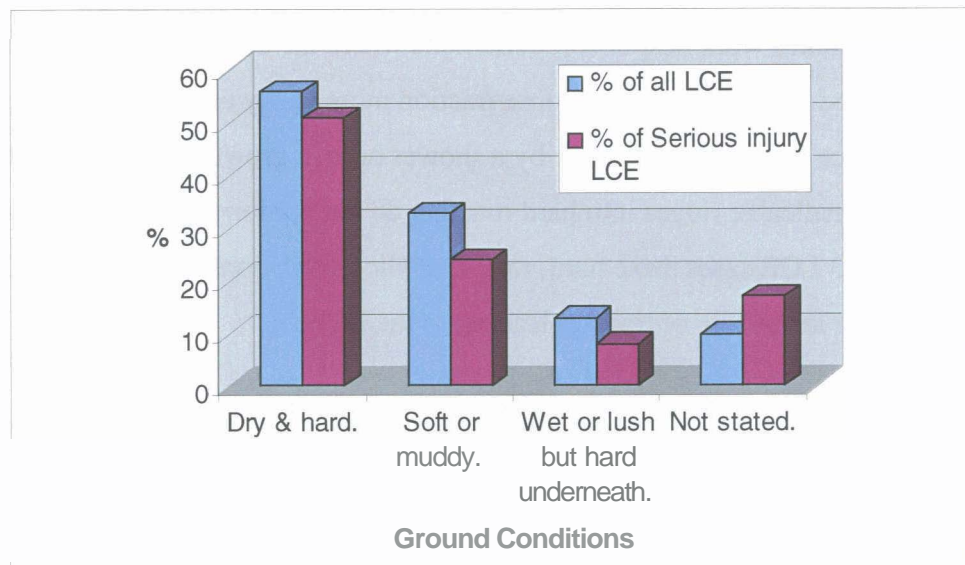 60
50
40
% 30
20
10
0
% of all LCE
% of Serious injury
LCE
Dry & hard.
Soft or
muddy.
Wet or lush
but hard
underneath.
Not stated.
Ground Conditions